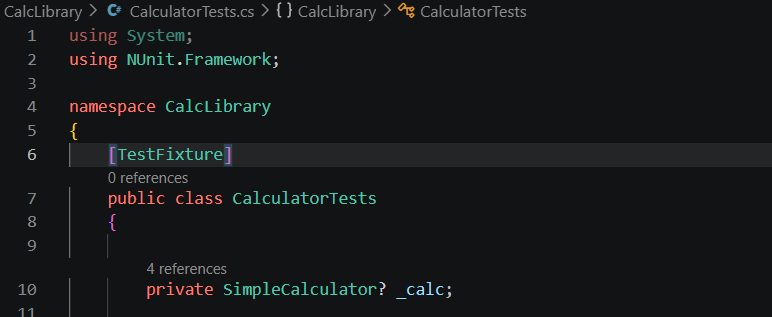 CalcLibrary > C# CalculatorTests.cs > { } CalcLibrary > CalculatorTests
1 using System;
2 using NUnit.Framework;
3
4 namespace CalcLibrary
5 {
6 [TestFixture]
0 references
7 public class CalculatorTests
8 {
9
4 references
10 private SimpleCalculator? _calc;
11